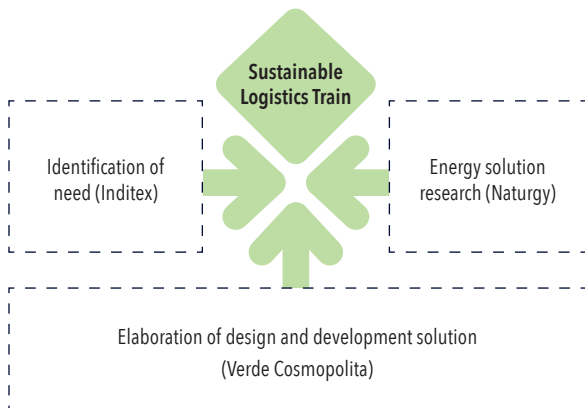 Sustainable
Logistics Train
Identification of
need (Inditex)
Energy solution
research (Naturgy)
Elaboration of design and development solution
(Verde Cosmopolita)